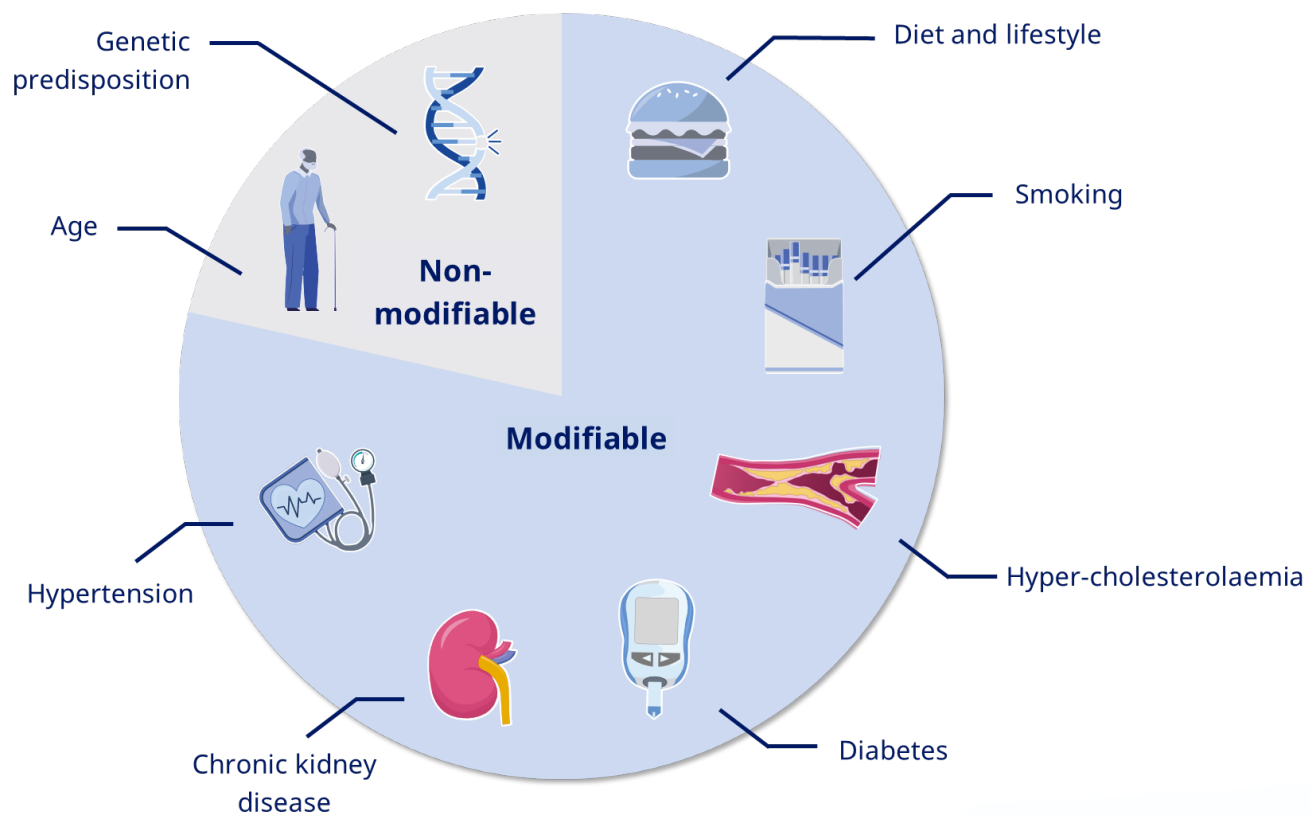 Genetic
predisposition
Diet and lifestyle
Smoking
Age
Non-
modifiable
Modifiable
Hypertension
Hyper-cholesterolaemia
Chronic kidney
disease
Diabetes